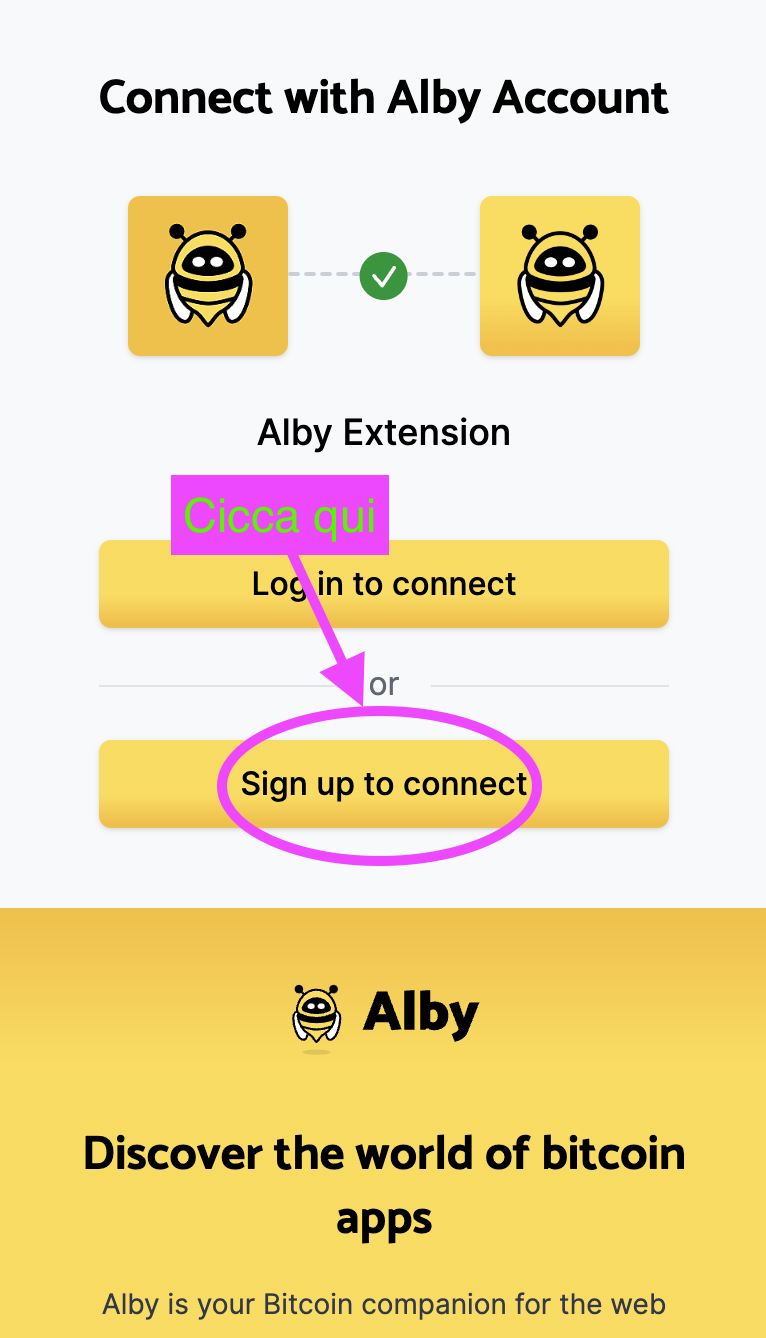 Connect with Alby Account
Alby Extension
Cicca qui
Log in to connect
or
Sign up to connect
Alby
Discover the world of bitcoin
apps
Alby is your Bitcoin companion for the web